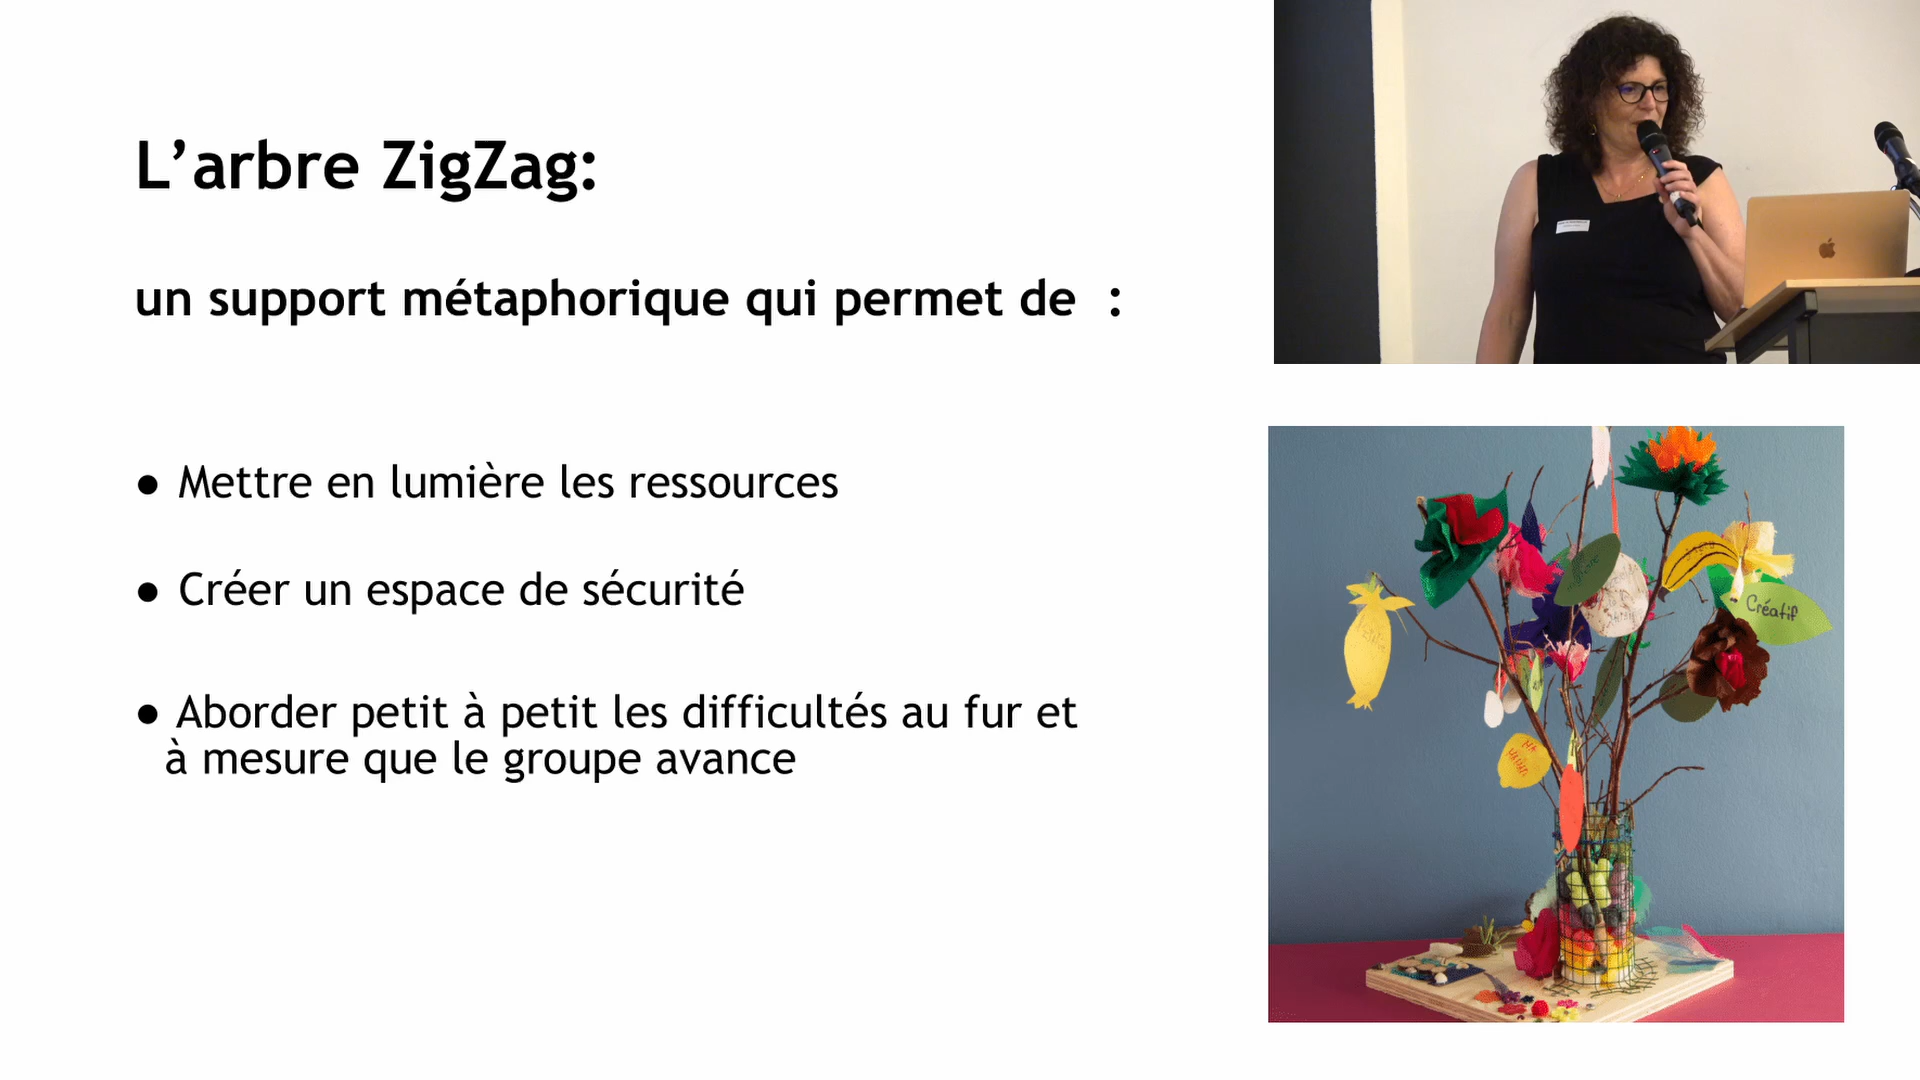 L’arbre ZigZag:
un support métaphorique qui permet de :
● Mettre en lumière les ressources
● Créer un espace de sécurité
● Aborder petit à petit les difficultés au fur et
à mesure que le groupe avance
Créatif